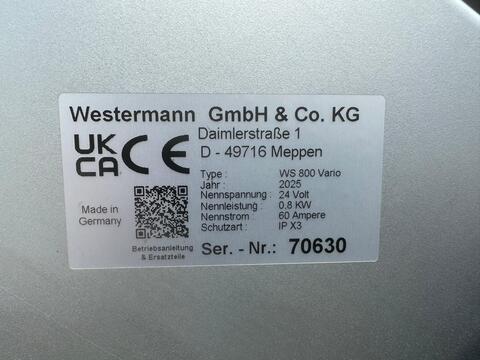 Westermann GmbH & Co. KG
Daimlerstraße 1
D - 49716 Meppen
UK
CA CE
Type : WS 800 Vario
Jahr : 2025
Nennspannung : 24 Volt
Nennleistung : 0,8 KW
Nennstrom : 60 Ampere
Schutzart : IP X3
Made in
Germany
Betriebsanleitung
& Ersatzteile
Ser. - Nr.: 70630